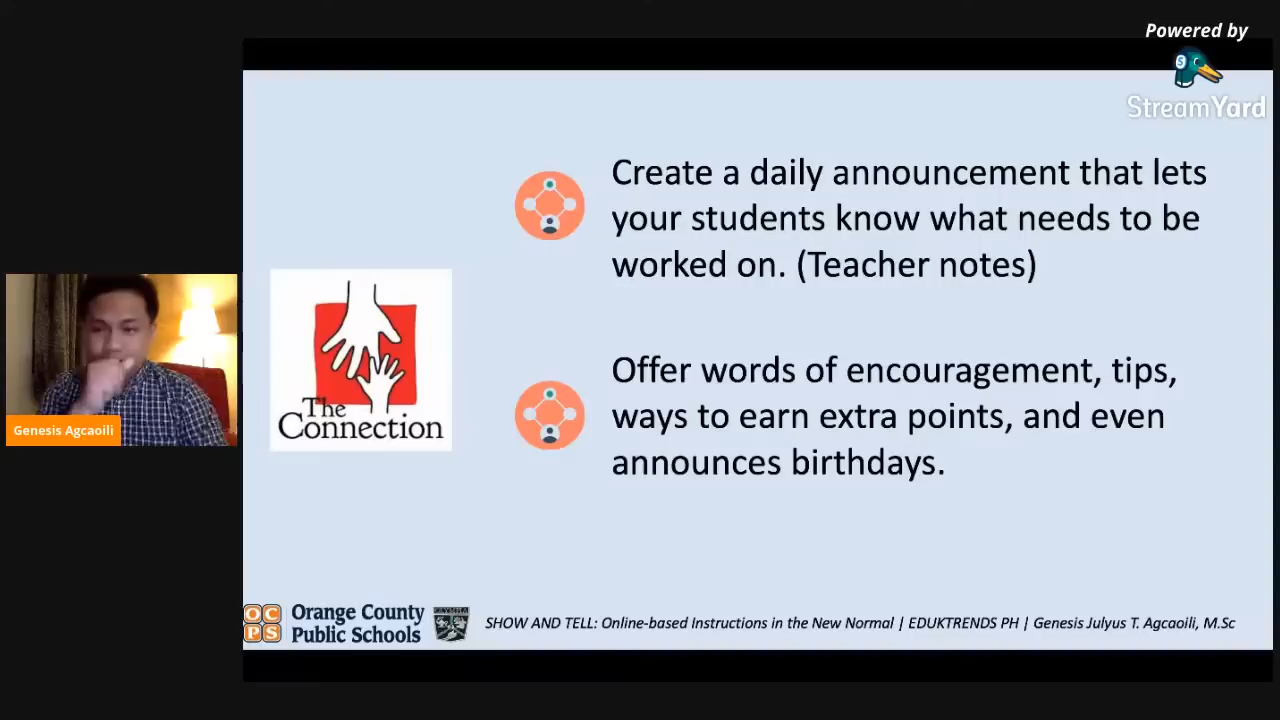 Powered by
StreamYard
Create a daily announcement that lets
your students know what needs to be
worked on. (Teacher notes)
The
Connection
Offer words of encouragement, tips,
ways to earn extra points, and even
announces birthdays.
Genesis Agcaoili
OC
PS
Orange County
Public Schools
OLYMPIA
SHOW AND TELL: Online-based Instructions in the New Normal | EDUKTRENDS PH | Genesis Julyus T. Agcaoili, M.Sc